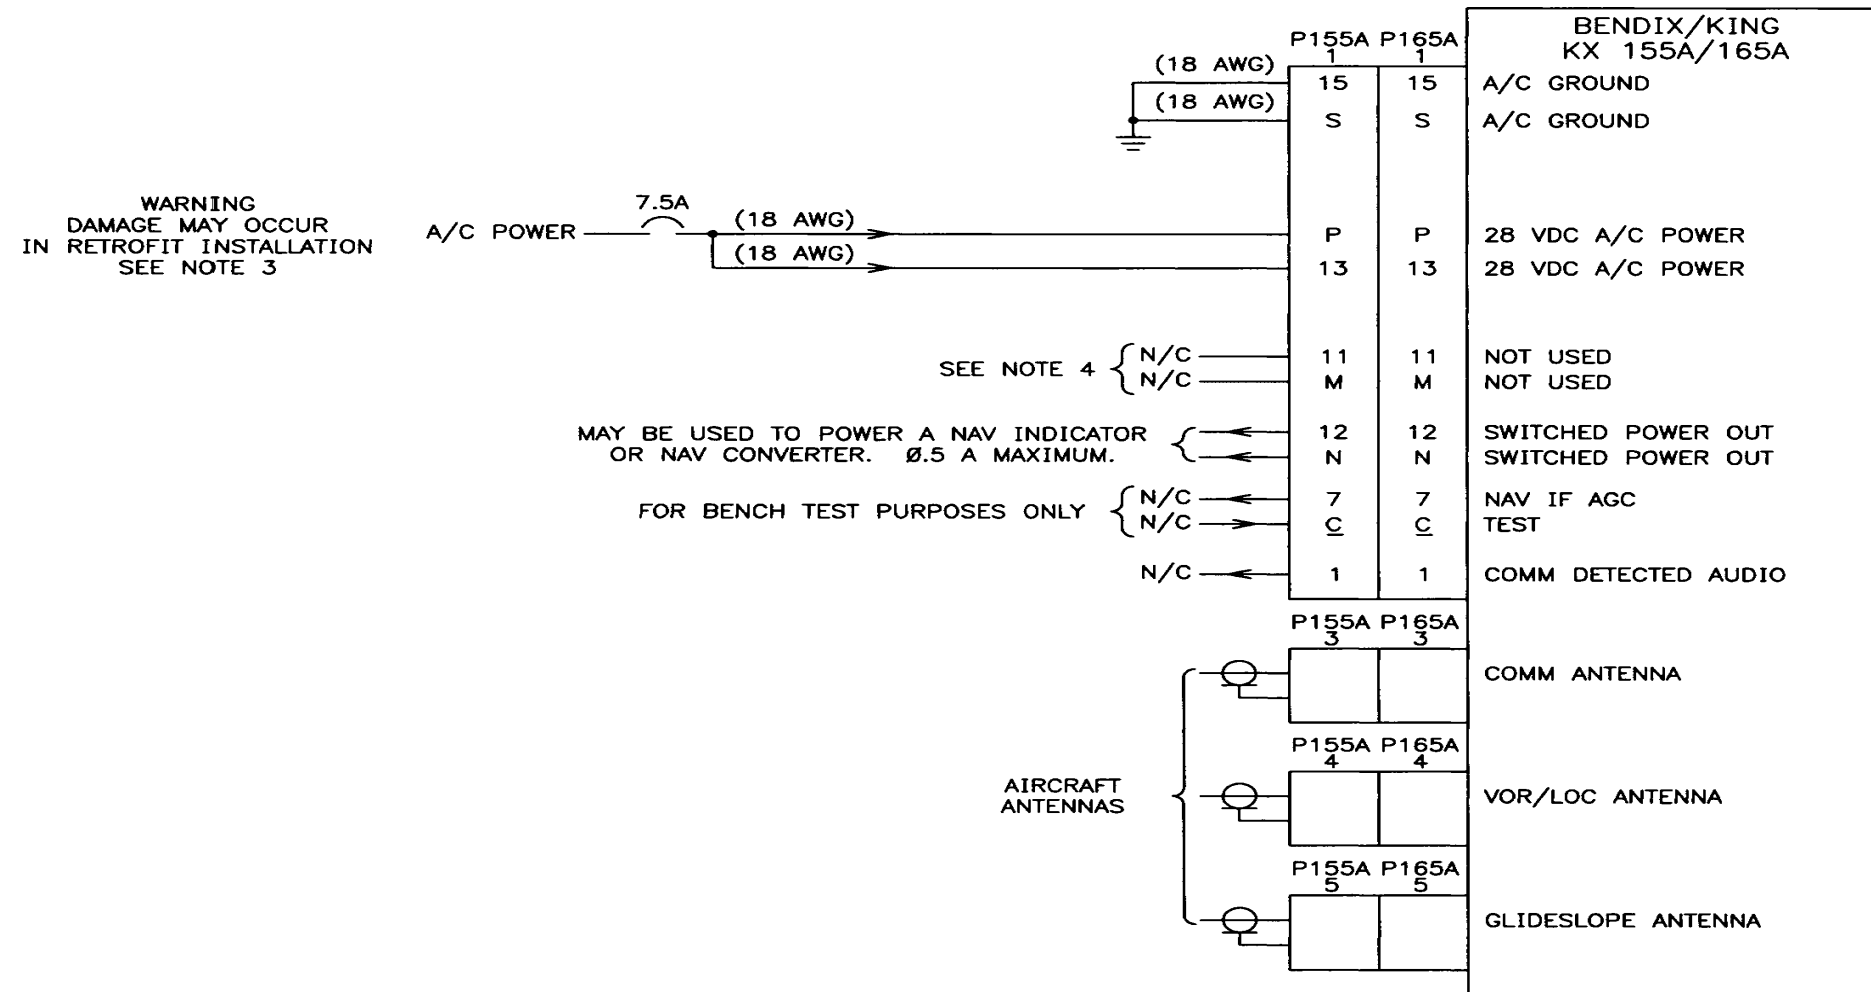 BENDIX/KING
KX 155A/165A
P155A P165A
1 1
(18 AWG) 15 15 A/C GROUND
(18 AWG) S S A/C GROUND
WARNING
DAMAGE MAY OCCUR
IN RETROFIT INSTALLATION
SEE NOTE 3
A/C POWER 7.5A (18 AWG) P P 28 VDC A/C POWER
(18 AWG) 13 13 28 VDC A/C POWER
SEE NOTE 4
N/C 11 11 NOT USED
N/C M M NOT USED
MAY BE USED TO POWER A NAV INDICATOR
OR NAV CONVERTER. Ø.5 A MAXIMUM.
12 12 SWITCHED POWER OUT
N N SWITCHED POWER OUT
FOR BENCH TEST PURPOSES ONLY
N/C 7 7 NAV IF AGC
N/C C C TEST
N/C 1 1 COMM DETECTED AUDIO
P155A P165A
3 3
COMM ANTENNA
P155A P165A
4 4
AIRCRAFT
ANTENNAS
VOR/LOC ANTENNA
P155A P165A
5 5
GLIDESLOPE ANTENNA